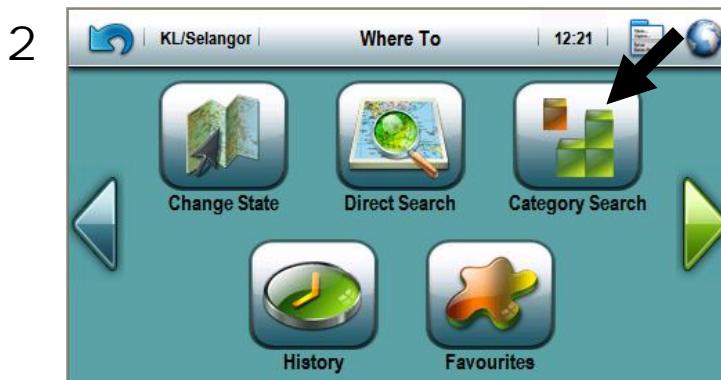 2
KL/Selangor Where To 12:21
Change State Direct Search Category Search
History Favourites